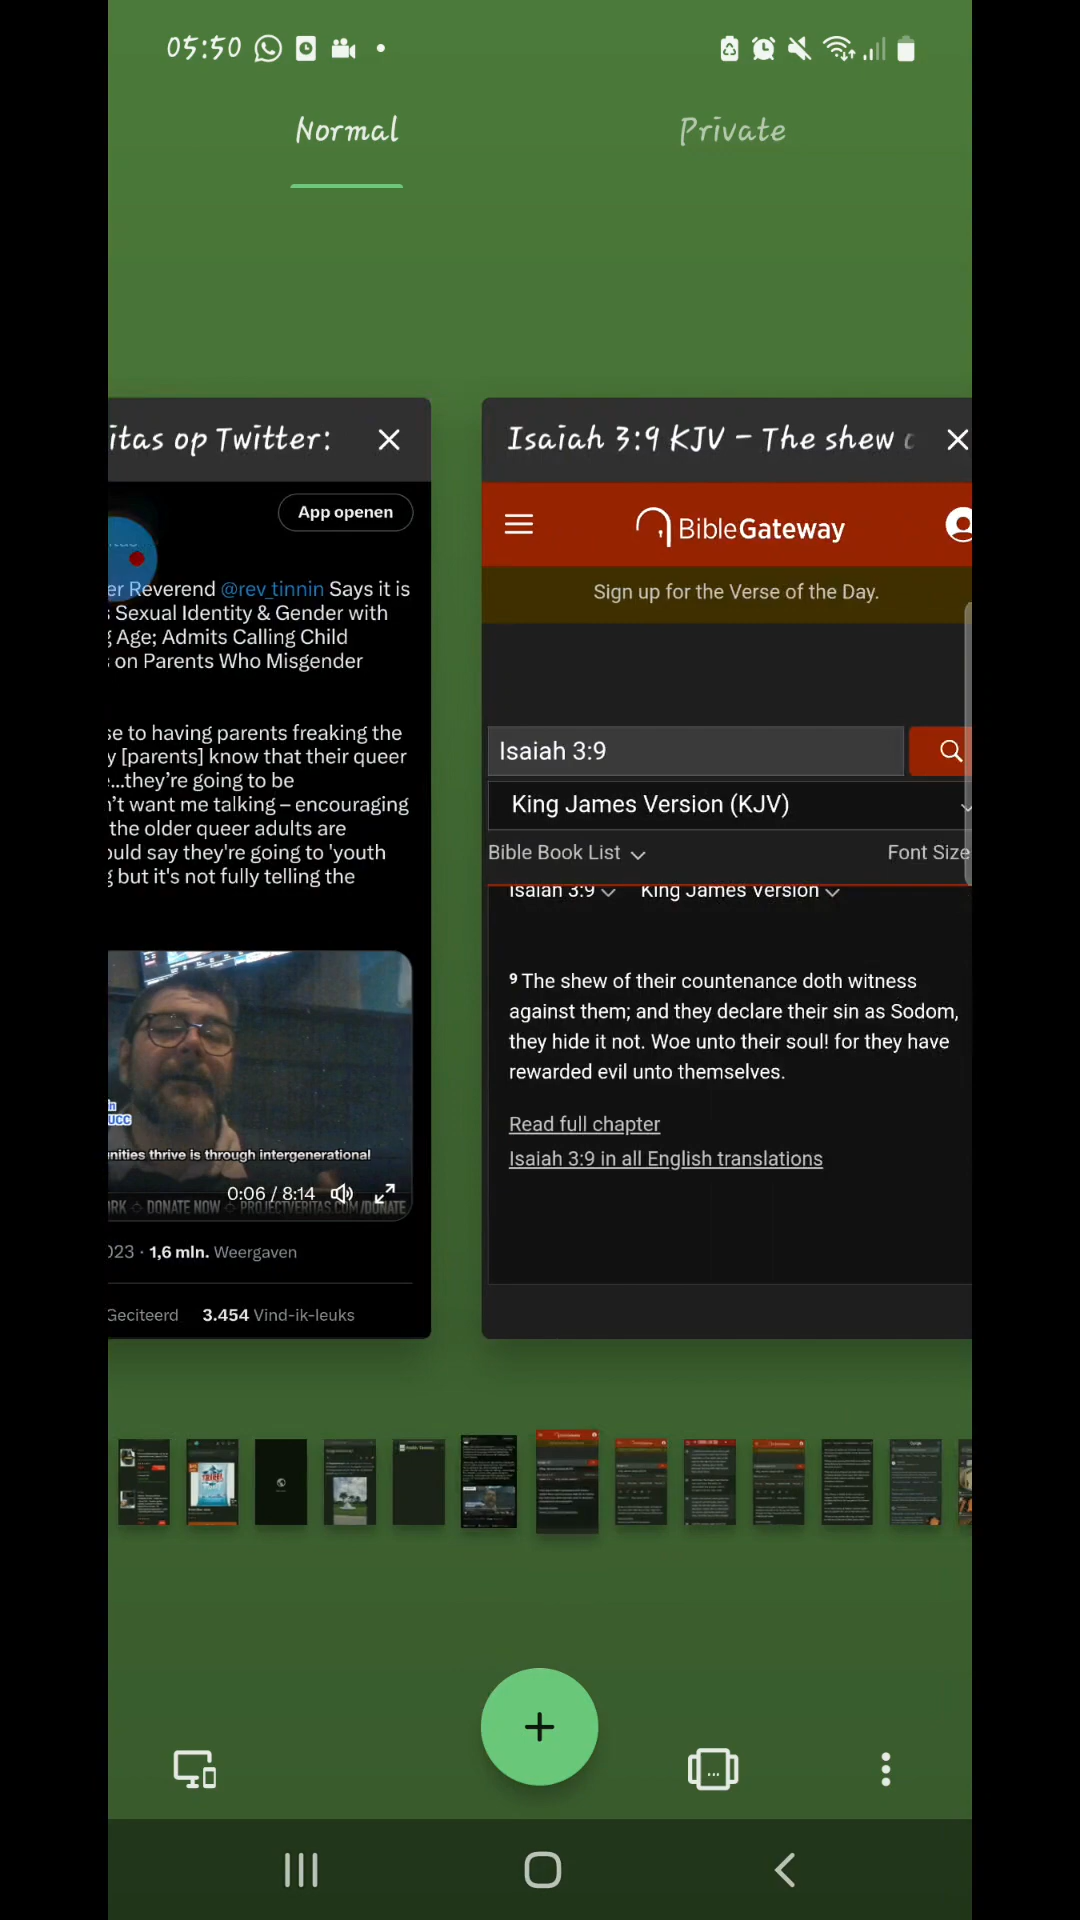 05:50
Normal
Private
itas op Twitter:
App openen
er Reverend @rev_tinnin Says it is
Sexual Identity & Gender with
g Age; Admits Calling Child
on Parents Who Misgender
se to having parents freaking the
y [parents] know that their queer
...they're going to be
't want me talking – encouraging
the older queer adults are
ould say they're going to 'youth
g but it's not fully telling the
UCC
nities thrive is through intergenerational
0:06 / 8:14
RK DONATE NOW PROJECTVERITAS.COM/DONATE
023 · 1,6 mln. Weergaven
Geciteerd 3.454 Vind-ik-leuks
Isaiah 3:9 KJV - The shew
BibleGateway
Sign up for the Verse of the Day.
Isaiah 3:9
King James Version (KJV)
Bible Book List
Font Size
Isaiah 3:9 King James Version
9 The shew of their countenance doth witness
against them; and they declare their sin as Sodom,
they hide it not. Woe unto their soul! for they have
rewarded evil unto themselves.
Read full chapter
Isaiah 3:9 in all English translations